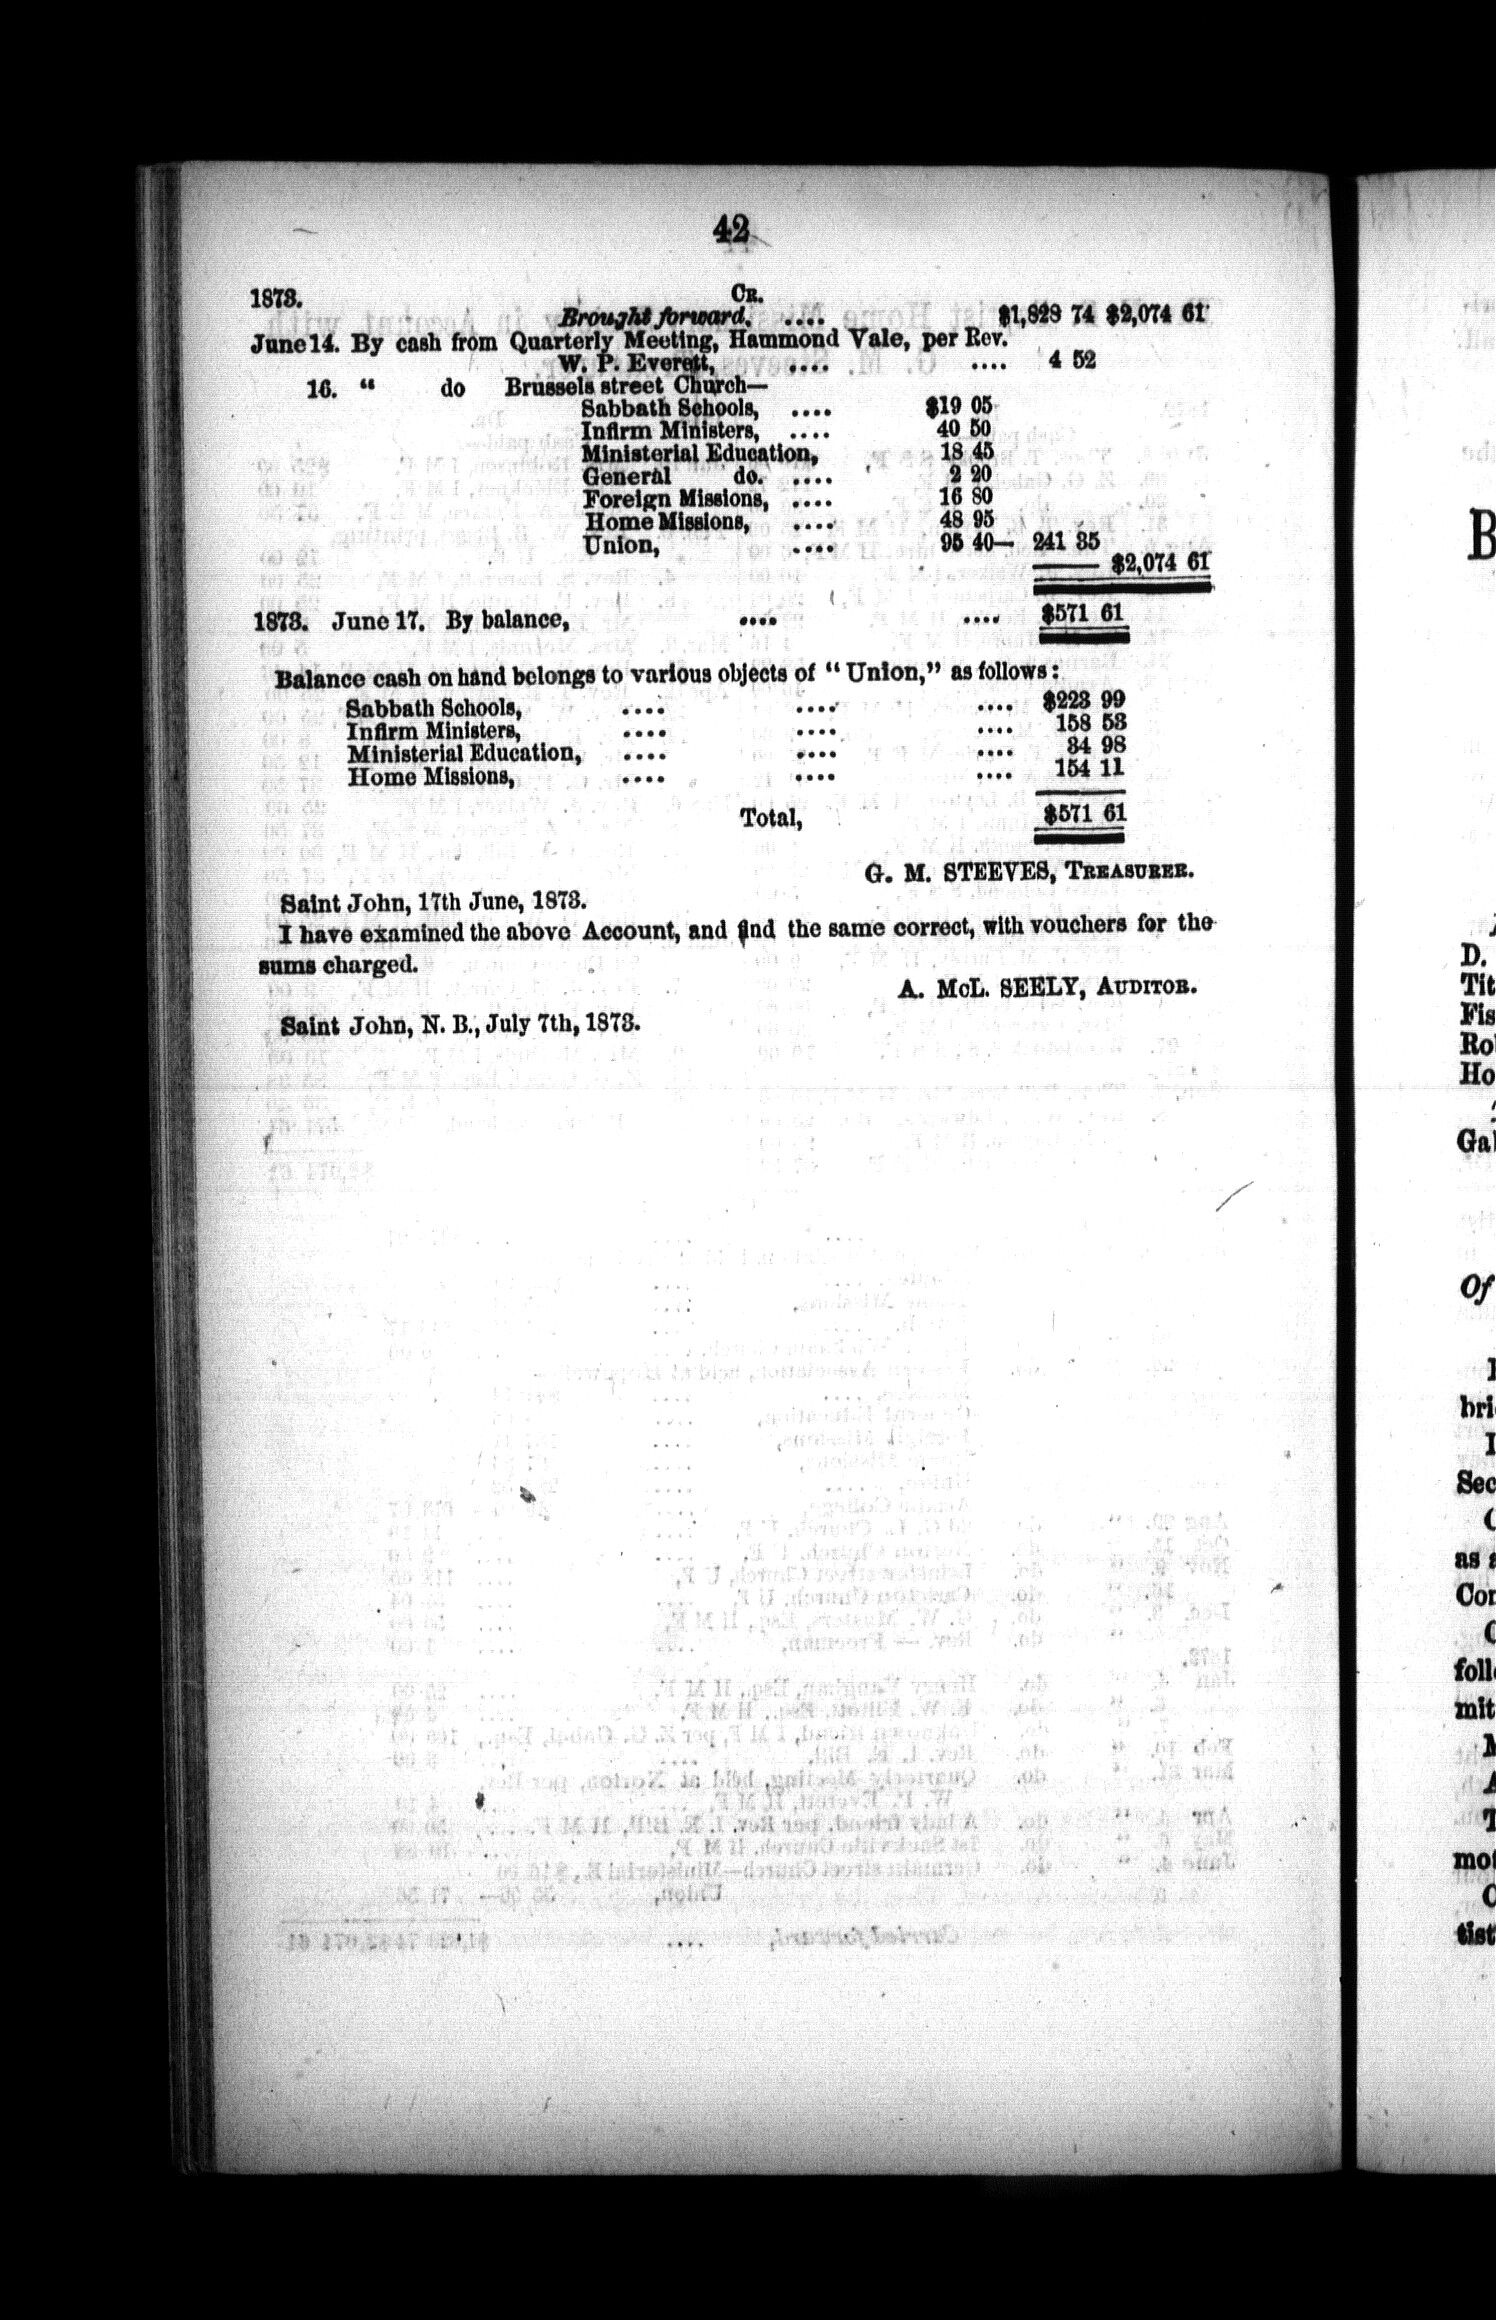 42
1873. CR.
Brought forward, .... $1,828 74 $2,074 61
June 14. By cash from Quarterly Meeting, Hammond Vale, per Rev.
W. P. Everett, .... .... 4 52
16. " do Brussels street Church—
Sabbath Schools, .... $19 05
Infirm Ministers, .... 40 50
Ministerial Education, 18 45
General do. .... 2 20
Foreign Missions, .... 16 80
Home Missions, .... 48 95
Union, .... 95 40— 241 35
$2,074 61
1873. June 17. By balance, .... .... $571 61
Balance cash on hand belongs to various objects of "Union," as follows:
Sabbath Schools, .... .... .... $223 99
Infirm Ministers, .... .... .... 158 53
Ministerial Education, .... .... .... 34 98
Home Missions, .... .... .... 154 11
Total, $571 61
G. M. STEEVES, TREASURER.
Saint John, 17th June, 1873.
I have examined the above Account, and find the same correct, with vouchers for the
sums charged.
A. McL. SEELY, AUDITOR.
Saint John, N. B., July 7th, 1873.